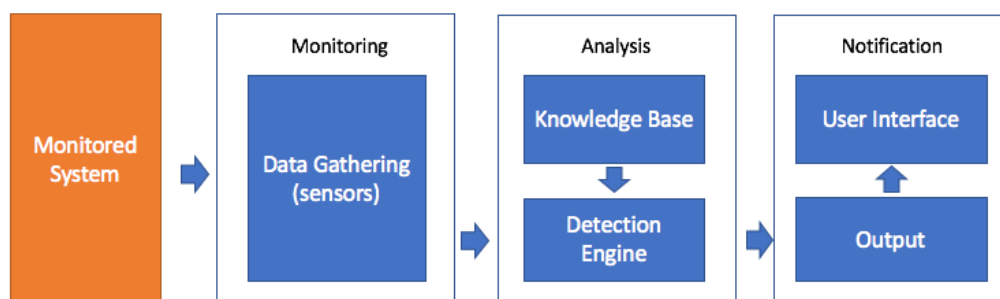 Monitored
System
Monitoring
Data Gathering
(sensors)
Analysis
Knowledge Base
Detection
Engine
Notification
User Interface
Output